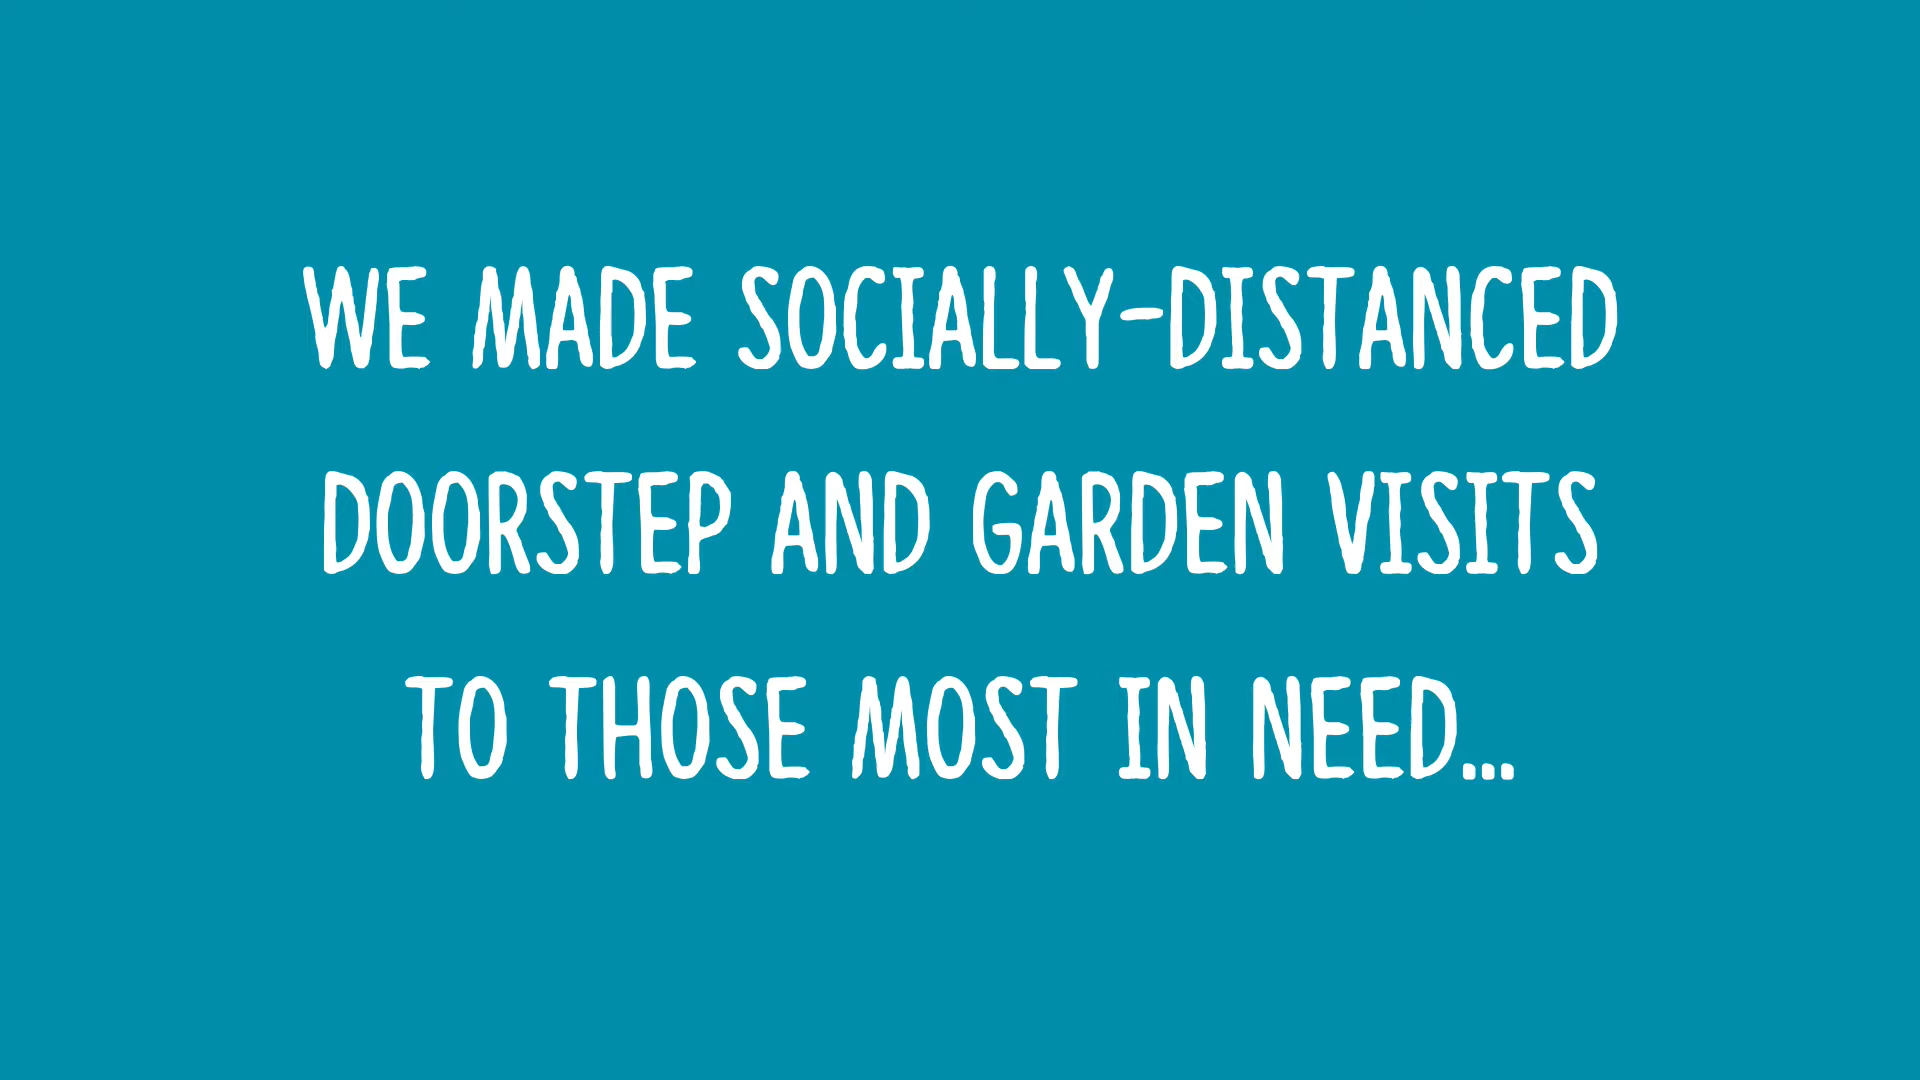 WE MADE SOCIALLY-DISTANCED
DOORSTEP AND GARDEN VISITS
TO THOSE MOST IN NEED...